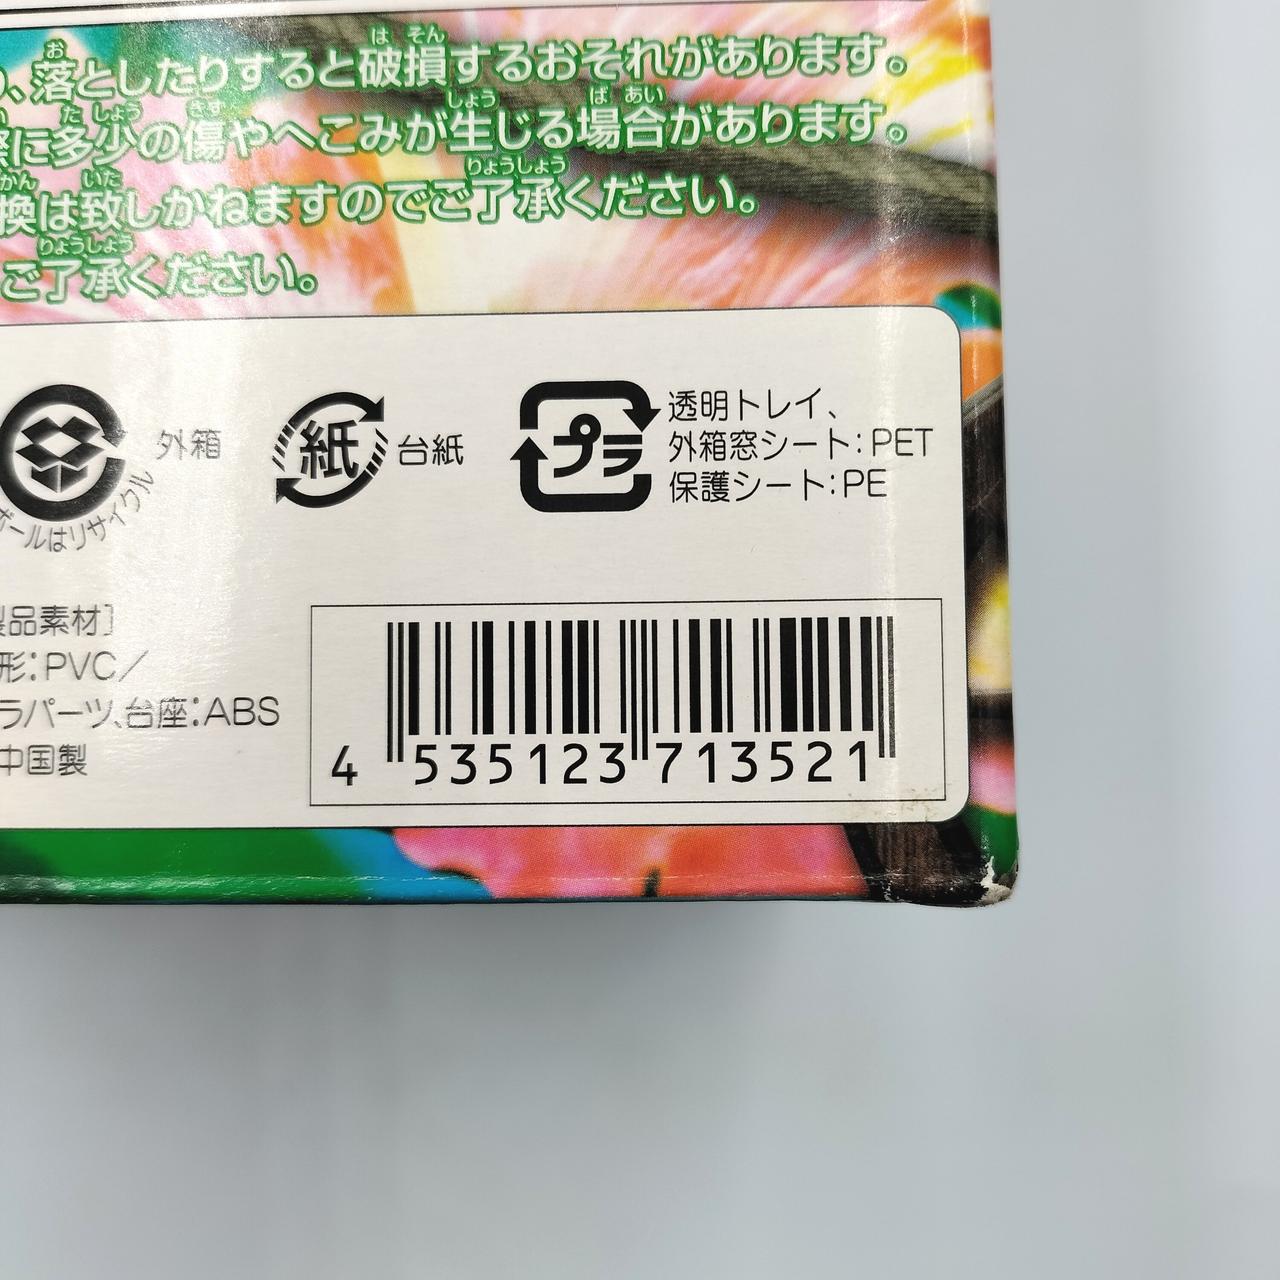 、落としたりすると破損するおそれがあります。
際に多少の傷やへこみが生じる場合があります。
換は致しかねますのでご了承ください。
ご了承ください。
外箱
ボールはリサイクル
紙
台紙
プラ
透明トレイ、
外箱窓シート:PET
保護シート:PE
製品素材]
形:PVC/
ラパーツ、台座:ABS
中国製
4 535123 713521